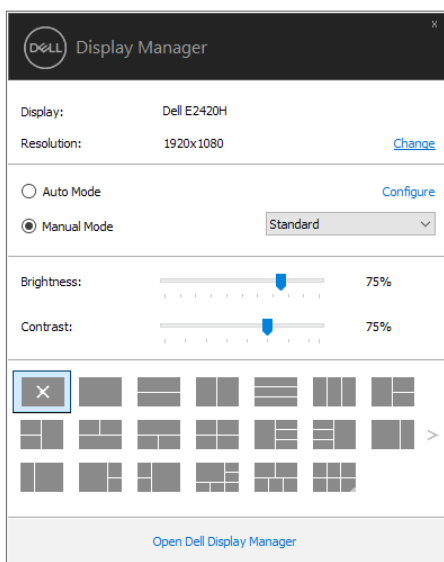 x
DELL Display Manager
Display: Dell E2420H
Resolution: 1920x1080 Change
Auto Mode Configure
Manual Mode Standard
Brightness: 75%
Contrast: 75%
>
Open Dell Display Manager